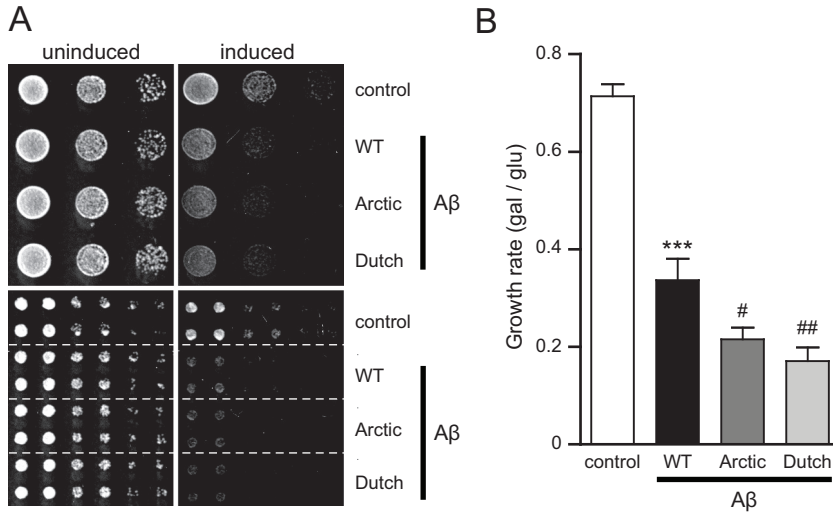 A
uninduced
induced
control
WT
Arctic
Dutch
Aβ
control
WT
Arctic
Dutch
Aβ
B
Growth rate (gal / glu)
0.8
0.6
0.4
0.2
0
***
#
##
control
WT
Arctic
Dutch
Aβ